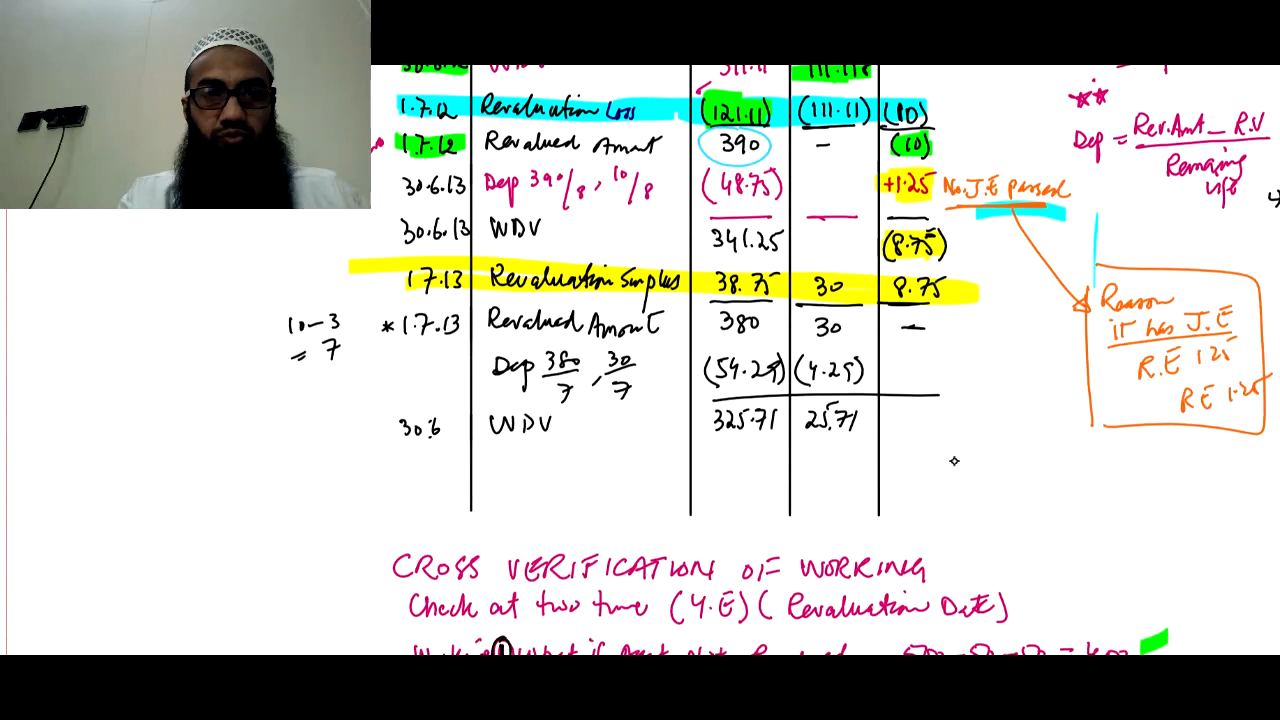 1.7.12 Revaluation Loss (121.11) (111.11) (10)
1.7.12 Revalued Amount 390 – (10)
30.6.13 Dep 390/8, 10/8 (48.75) +1.25 No J.E passed
30.6.13 WDV 341.25 (8.75)
1.7.13 Revaluation Surplus 38.75 30 8.75
10-3 = 7
*1.7.13 Revalued Amount 380 30 –
Dep 380/7, 30/7 (54.29) (4.29)
30.6 WDV 325.71 25.71
**
Dep = Rev. Amt – R.V
Remaining life
Reason
it has J.E
R.E 1.25
RE 1.25
CROSS VERIFICATION OF WORKING
Check at two time (Y.E) (Revaluation Date)